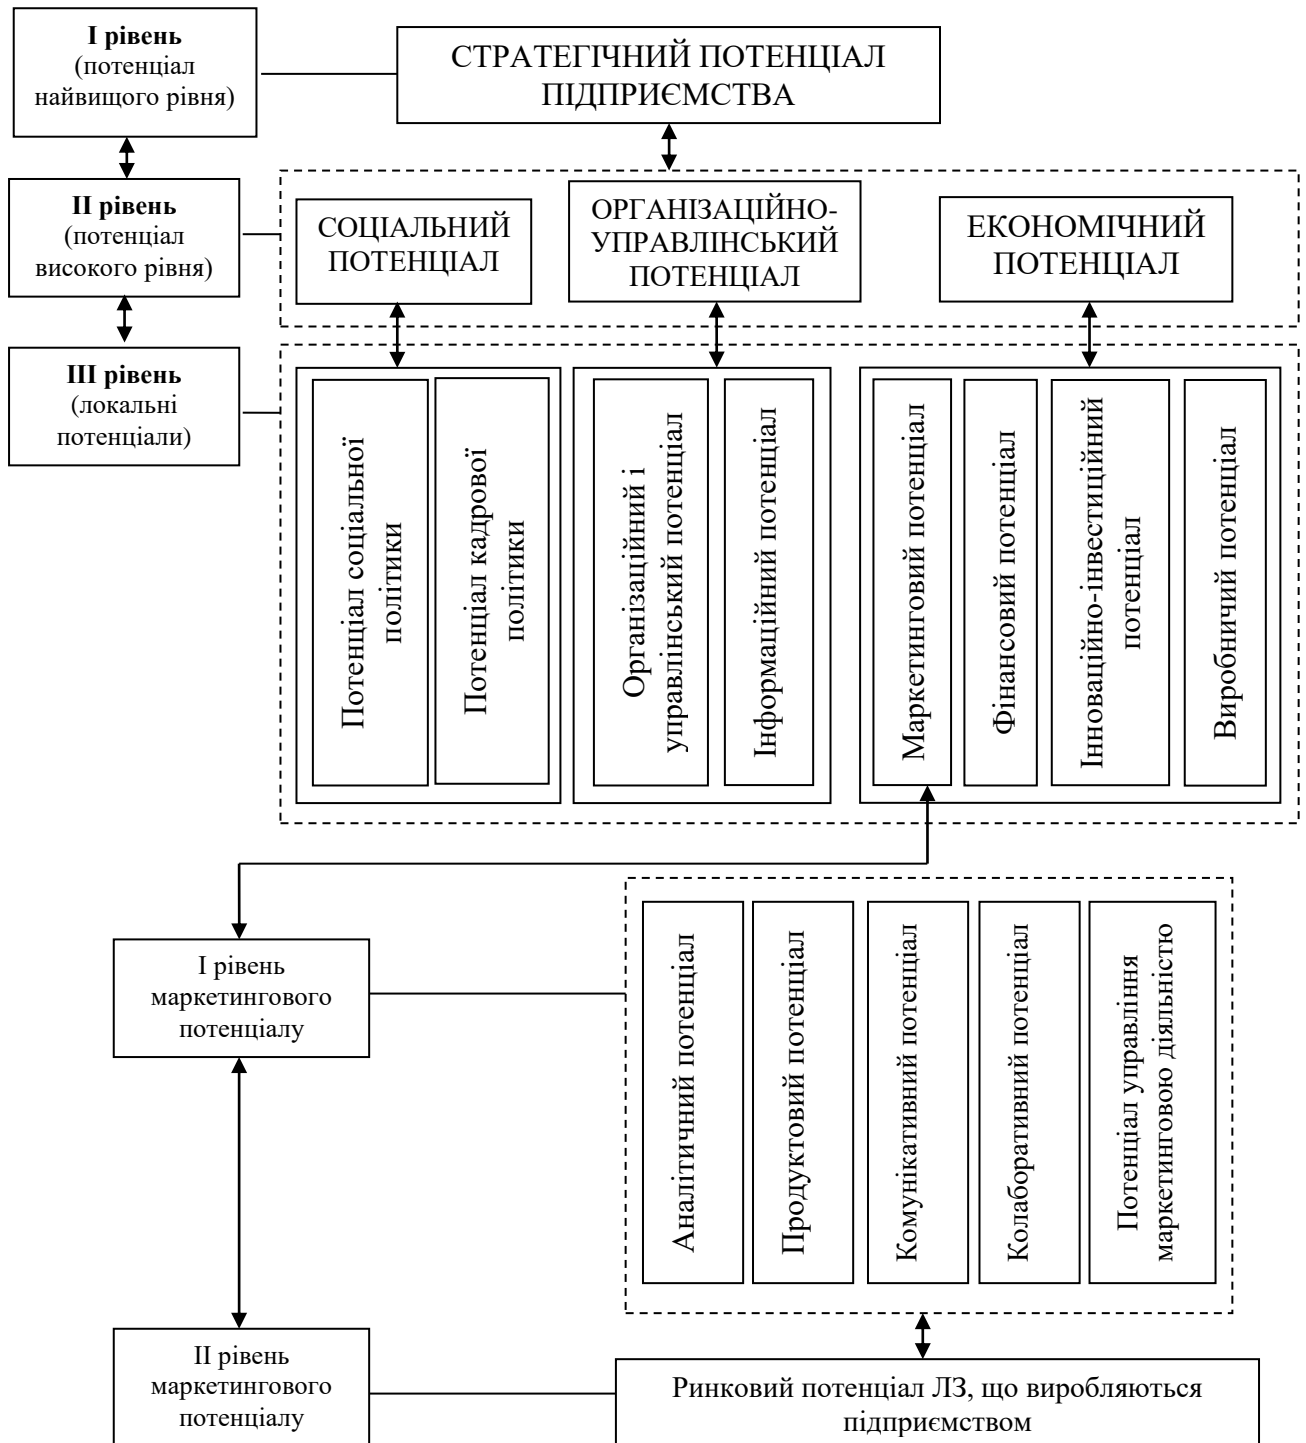 I рівень
(потенціал
найвищого рівня)
СТРАТЕГІЧНИЙ ПОТЕНЦІАЛ
ПІДПРИЄМСТВА
II рівень
(потенціал
високого рівня)
СОЦІАЛЬНИЙ
ПОТЕНЦІАЛ
ОРГАНІЗАЦІЙНО-
УПРАВЛІНСЬКИЙ
ПОТЕНЦІАЛ
ЕКОНОМІЧНИЙ
ПОТЕНЦІАЛ
III рівень
(локальні
потенціали)
Потенціал соціальної
політики
Потенціал кадрової
політики
Організаційний і
управлінський потенціал
Інформаційний потенціал
Маркетинговий потенціал
Фінансовий потенціал
Інноваційно-інвестиційний
потенціал
Виробничий потенціал
I рівень
маркетингового
потенціалу
Аналітичний потенціал
Продуктовий потенціал
Комунікативний потенціал
Колаборативний потенціал
Потенціал управління
маркетинговою діяльністю
II рівень
маркетингового
потенціалу
Ринковий потенціал ЛЗ, що виробляються
підприємством